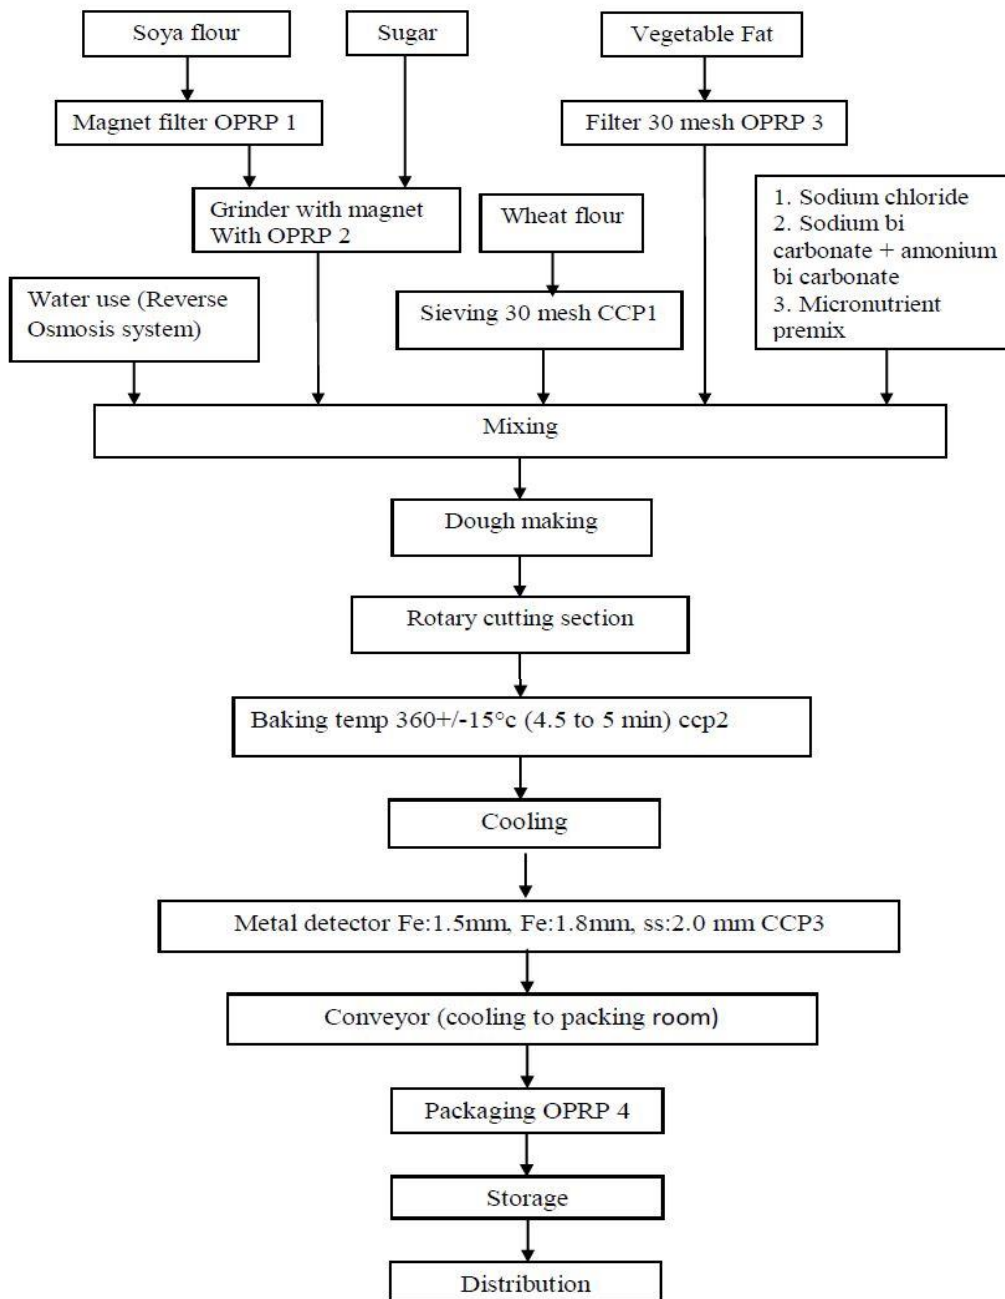 Soya flour
Sugar
Vegetable Fat
Magnet filter OPRP 1
Filter 30 mesh OPRP 3
Grinder with magnet
With OPRP 2
Wheat flour
1. Sodium chloride
2. Sodium bi
carbonate + amonium
bi carbonate
3. Micronutrient
premix
Water use (Reverse
Osmosis system)
Sieving 30 mesh CCP1
Mixing
Dough making
Rotary cutting section
Baking temp 360+/-15°c (4.5 to 5 min) ccp2
Cooling
Metal detector Fe:1.5mm, Fe:1.8mm, ss:2.0 mm CCP3
Conveyor (cooling to packing room)
Packaging OPRP 4
Storage
Distribution